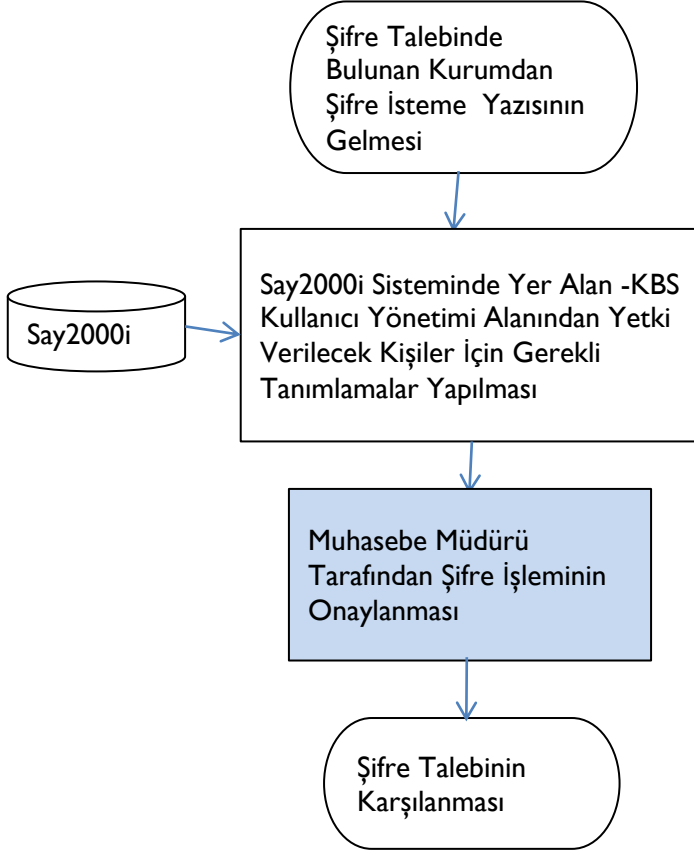 Şifre Talebinde
Bulunan Kurumdan
Şifre İsteme Yazısının
Gelmesi
Say2000i
Say2000i Sisteminde Yer Alan -KBS
Kullanıcı Yönetimi Alanından Yetki
Verilecek Kişiler İçin Gerekli
Tanımlamalar Yapılması
Muhasebe Müdürü
Tarafından Şifre İşleminin
Onaylanması
Şifre Talebinin
Karşılanması